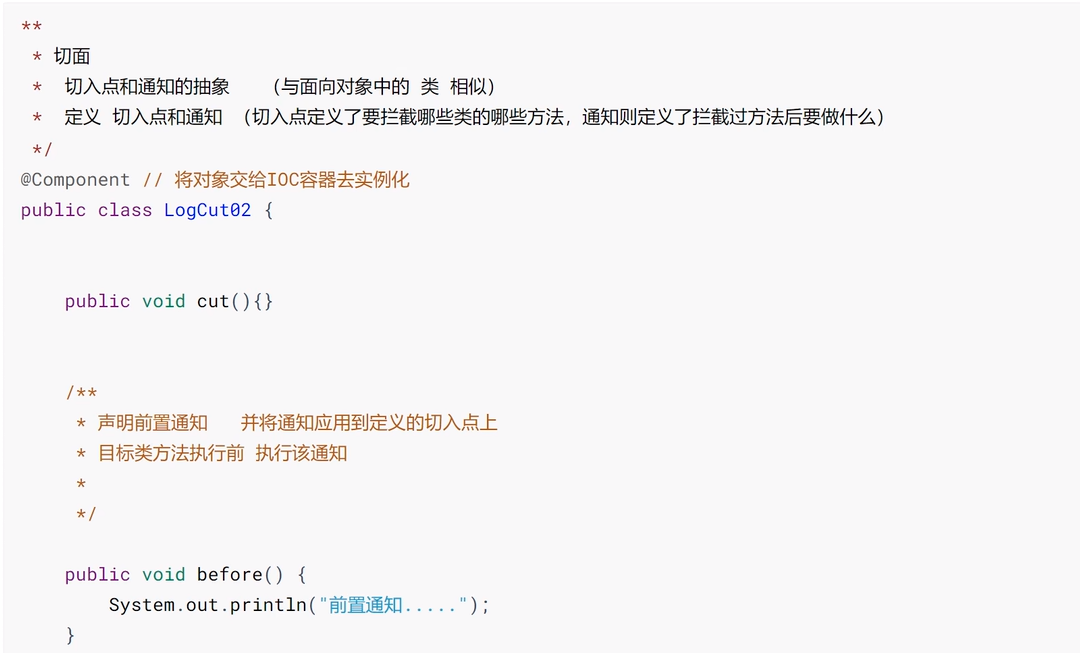 **
 * 切面
 *  切入点和通知的抽象    （与面向对象中的 类 相似）
 *  定义 切入点和通知  （切入点定义了要拦截哪些类的哪些方法，通知则定义了拦截过方法后要做什么）
 */
@Component // 将对象交给IOC容器去实例化
public class LogCut02 {
    public void cut(){}
    /**
     * 声明前置通知   并将通知应用到定义的切入点上
     * 目标类方法执行前 执行该通知
     *
     */
    public void before() {
        System.out.println("前置通知.....");
    }